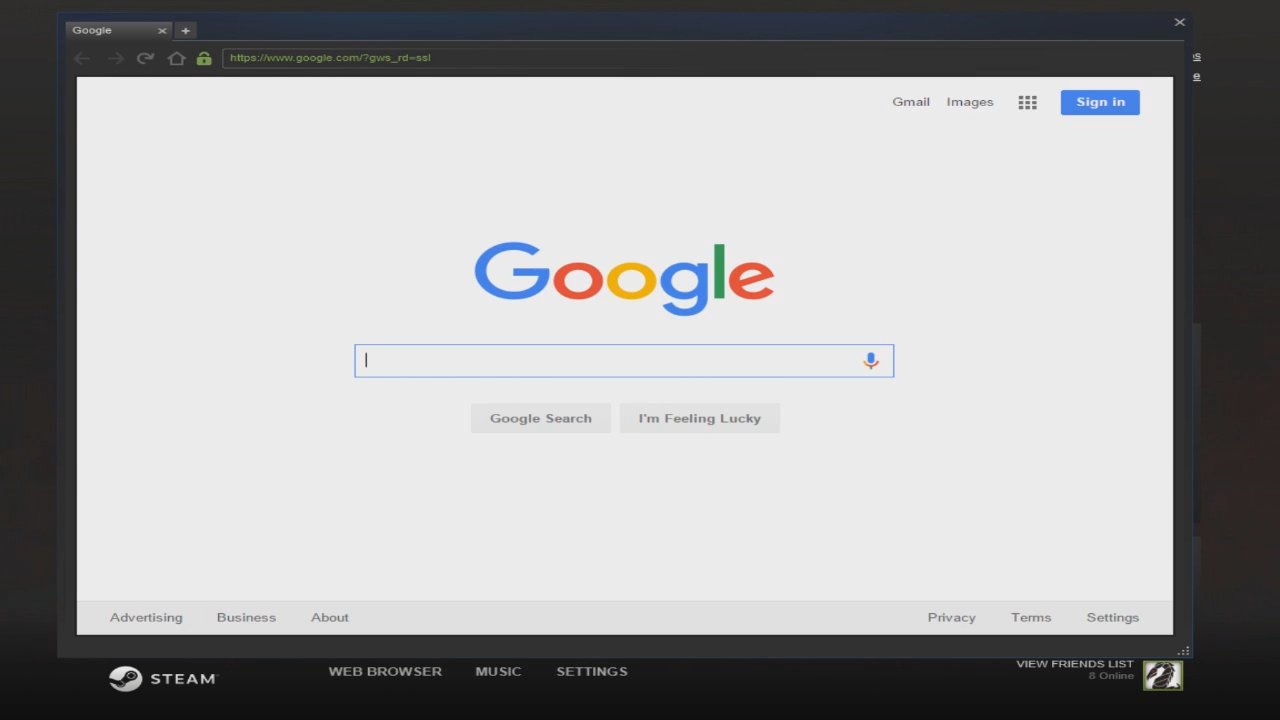 Google
https://www.google.com/?gws_rd=ssl
Gmail Images Sign in
Google
Google Search I'm Feeling Lucky
Advertising Business About Privacy Terms Settings
STEAM WEB BROWSER MUSIC SETTINGS VIEW FRIENDS LIST
8 Online